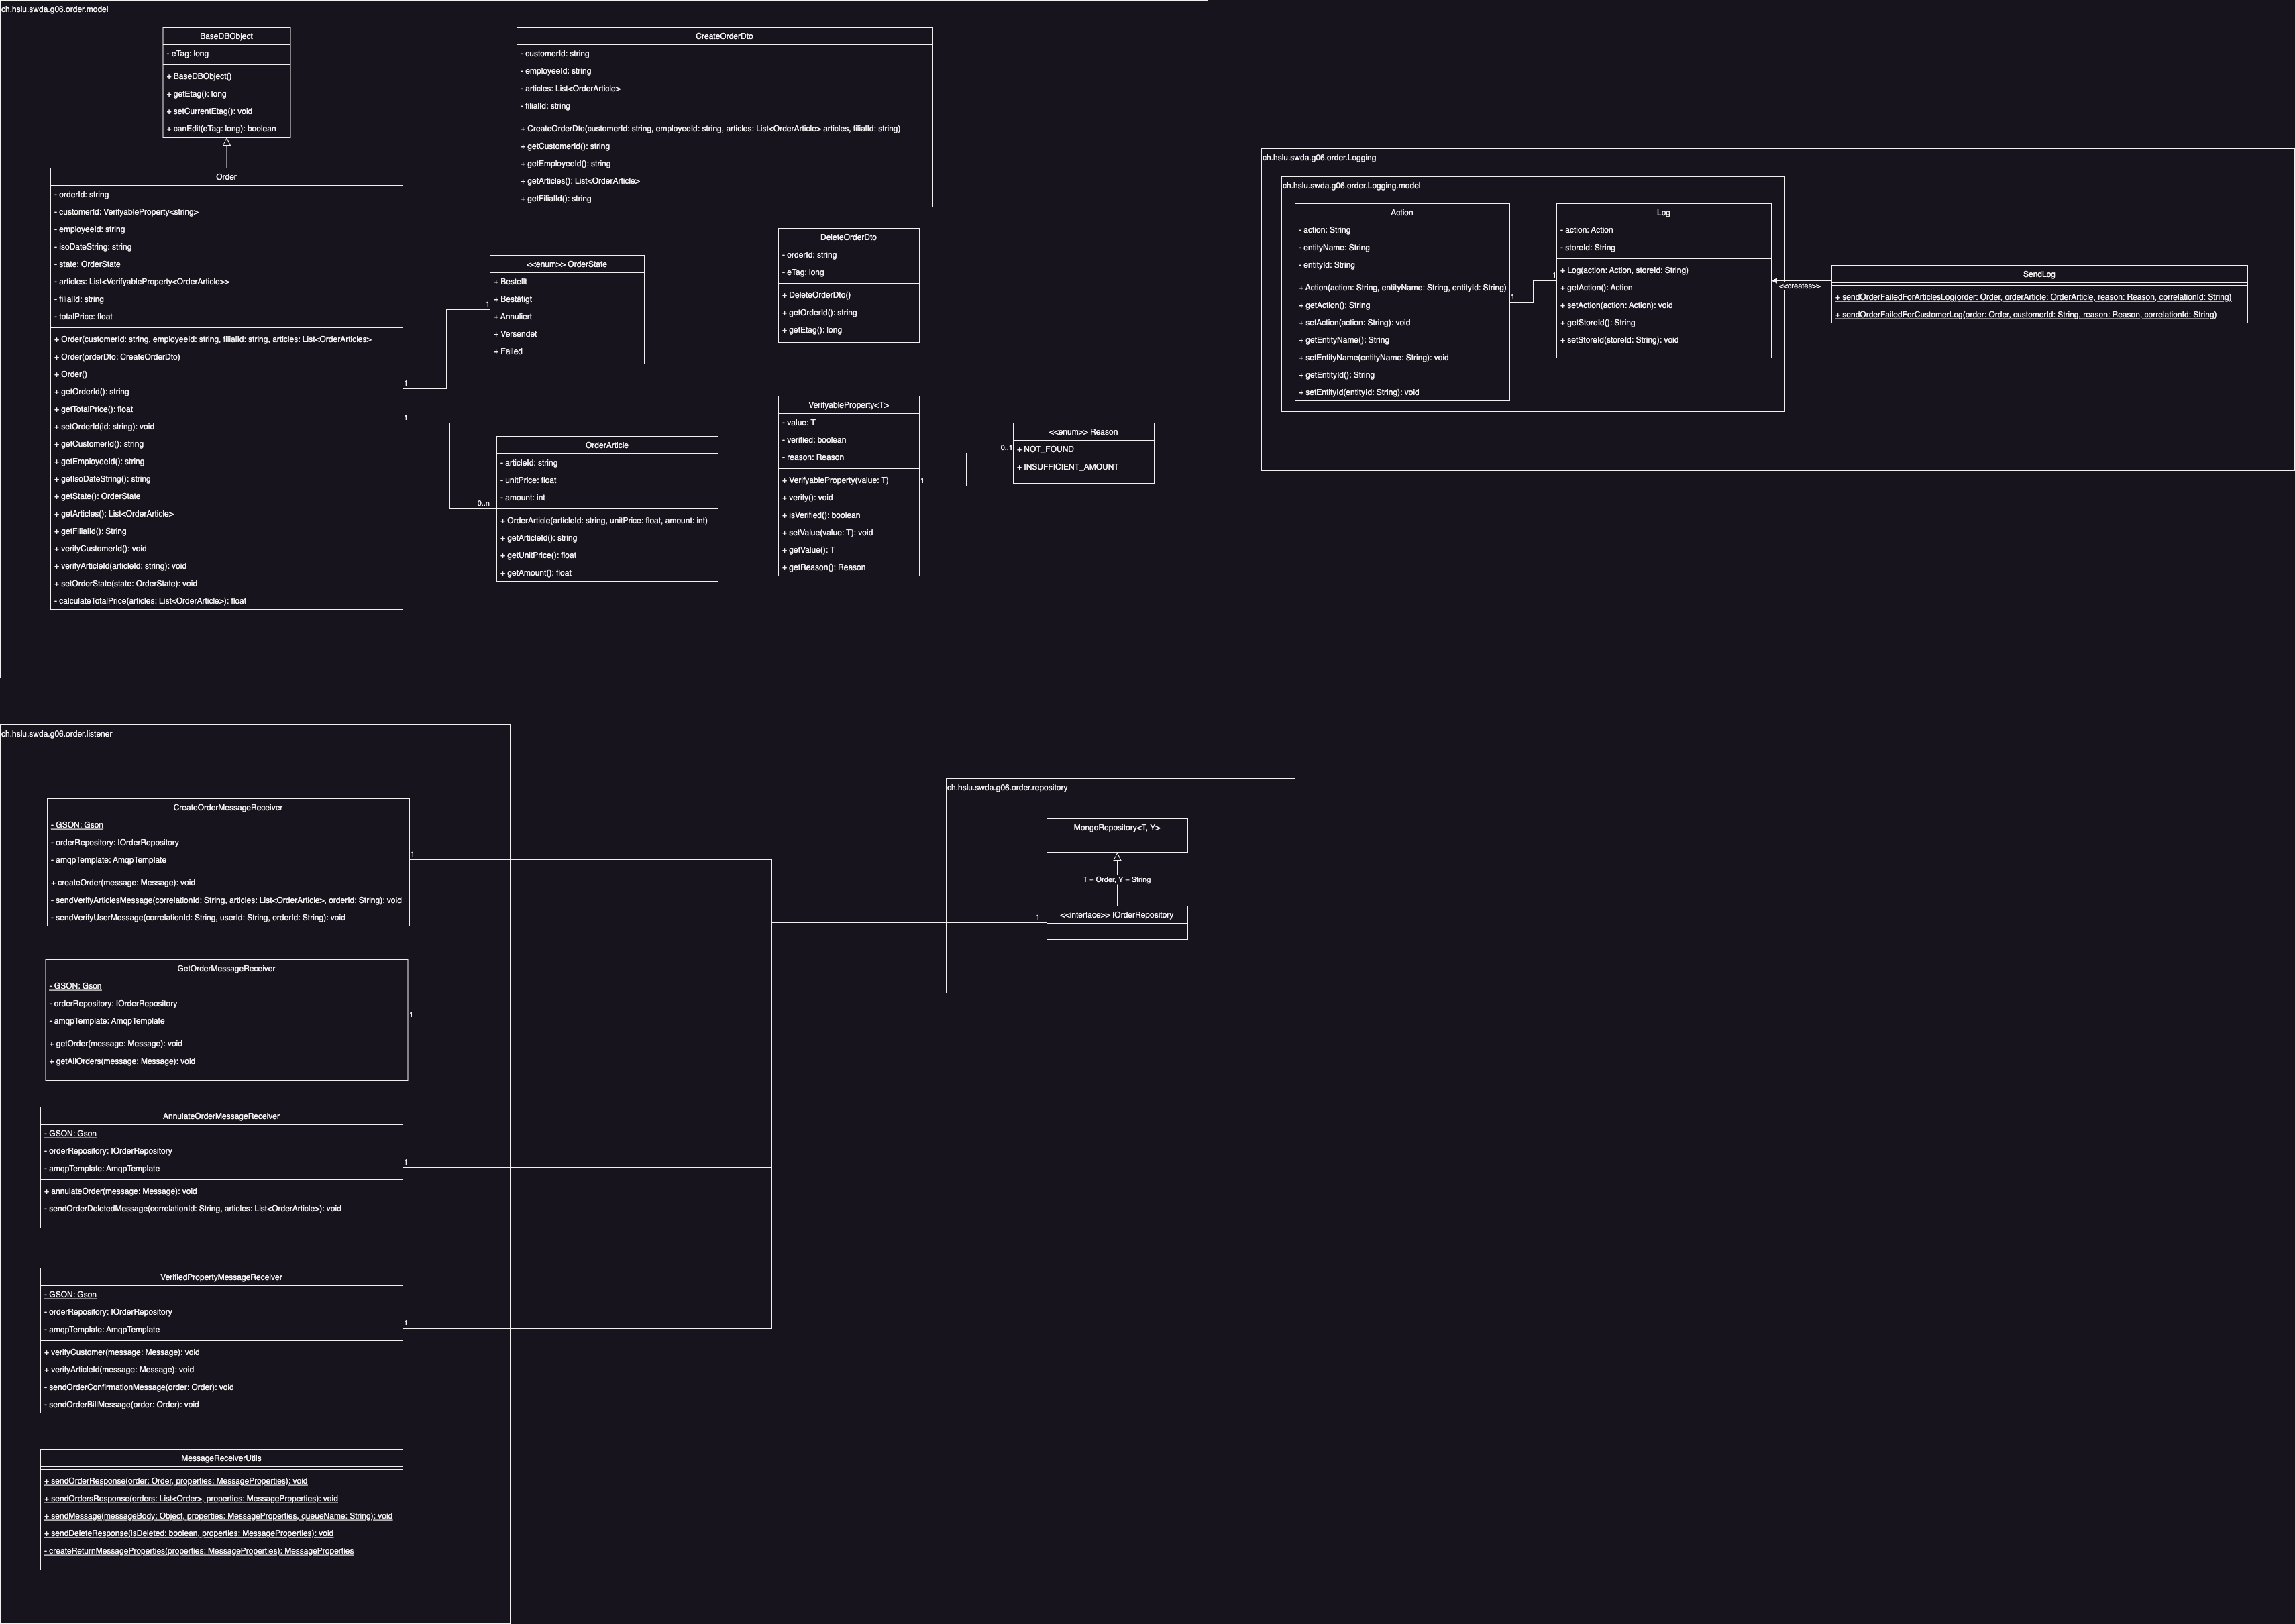 ch.hslu.swda.g06.order.model
BaseDBObject
- eTag: long
+ BaseDBObject()
+ getEtag(): long
+ setCurrentEtag(): void
+ canEdit(eTag: long): boolean
CreateOrderDto
- customerId: string
- employeeId: string
- articles: List<OrderArticle>
- filialId: string
+ CreateOrderDto(customerId: string, employeeId: string, articles: List<OrderArticle> articles, filialId: string)
+ getCustomerId(): string
+ getEmployeeId(): string
+ getArticles(): List<OrderArticle>
+ getFilialId(): string
Order
- orderId: string
- customerId: VerifyableProperty<string>
- employeeId: string
- isoDateString: string
- state: OrderState
- articles: List<VerifyableProperty<OrderArticle>>
- filialId: string
- totalPrice: float
+ Order(customerId: string, employeeId: string, filialId: string, articles: List<OrderArticles>
+ Order(orderDto: CreateOrderDto)
+ Order()
+ getOrderId(): string
+ getTotalPrice(): float
+ setOrderId(id: string): void
+ getCustomerId(): string
+ getEmployeeId(): string
+ getIsoDateString(): string
+ getState(): OrderState
+ getArticles(): List<OrderArticle>
+ getFilialId(): String
+ verifyCustomerId(): void
+ verifyArticleId(articleId: string): void
+ setOrderState(state: OrderState): void
- calculateTotalPrice(articles: List<OrderArticle>): float
1
1
1
0..n
<<enum>> OrderState
+ Bestellt
+ Bestätigt
+ Annuliert
+ Versendet
+ Failed
OrderArticle
- articleId: string
- unitPrice: float
- amount: int
+ OrderArticle(articleId: string, unitPrice: float, amount: int)
+ getArticleId(): string
+ getUnitPrice(): float
+ getAmount(): float
DeleteOrderDto
- orderId: string
- eTag: long
+ DeleteOrderDto()
+ getOrderId(): string
+ getEtag(): long
VerifyableProperty<T>
- value: T
- verified: boolean
- reason: Reason
+ VerifyableProperty(value: T)
+ verify(): void
+ isVerified(): boolean
+ setValue(value: T): void
+ getValue(): T
+ getReason(): Reason
1
0..1
<<enum>> Reason
+ NOT_FOUND
+ INSUFFICIENT_AMOUNT
ch.hslu.swda.g06.order.Logging
ch.hslu.swda.g06.order.Logging.model
Action
- action: String
- entityName: String
- entityId: String
+ Action(action: String, entityName: String, entityId: String)
+ getAction(): String
+ setAction(action: String): void
+ getEntityName(): String
+ setEntityName(entityName: String): void
+ getEntityId(): String
+ setEntityId(entityId: String): void
1
1
Log
- action: Action
- storeId: String
+ Log(action: Action, storeId: String)
+ getAction(): Action
+ setAction(action: Action): void
+ getStoreId(): String
+ setStoreId(storeId: String): void
<<creates>>
SendLog
+ sendOrderFailedForArticlesLog(order: Order, orderArticle: OrderArticle, reason: Reason, correlationId: String)
+ sendOrderFailedForCustomerLog(order: Order, customerId: String, reason: Reason, correlationId: String)
ch.hslu.swda.g06.order.listener
CreateOrderMessageReceiver
- GSON: Gson
- orderRepository: IOrderRepository
- amqpTemplate: AmqpTemplate
+ createOrder(message: Message): void
- sendVerifyArticlesMessage(correlationId: String, articles: List<OrderArticle>, orderId: String): void
- sendVerifyUserMessage(correlationId: String, userId: String, orderId: String): void
1
GetOrderMessageReceiver
- GSON: Gson
- orderRepository: IOrderRepository
- amqpTemplate: AmqpTemplate
+ getOrder(message: Message): void
+ getAllOrders(message: Message): void
1
AnnulateOrderMessageReceiver
- GSON: Gson
- orderRepository: IOrderRepository
- amqpTemplate: AmqpTemplate
+ annulateOrder(message: Message): void
- sendOrderDeletedMessage(correlationId: String, articles: List<OrderArticle>): void
1
VerifiedPropertyMessageReceiver
- GSON: Gson
- orderRepository: IOrderRepository
- amqpTemplate: AmqpTemplate
+ verifyCustomer(message: Message): void
+ verifyArticleId(message: Message): void
- sendOrderConfirmationMessage(order: Order): void
- sendOrderBillMessage(order: Order): void
1
MessageReceiverUtils
+ sendOrderResponse(order: Order, properties: MessageProperties): void
+ sendOrdersResponse(orders: List<Order>, properties: MessageProperties): void
+ sendMessage(messageBody: Object, properties: MessageProperties, queueName: String): void
+ sendDeleteResponse(isDeleted: boolean, properties: MessageProperties): void
- createReturnMessageProperties(properties: MessageProperties): MessageProperties
ch.hslu.swda.g06.order.repository
MongoRepository<T, Y>
T = Order, Y = String
1
<<interface>> IOrderRepository